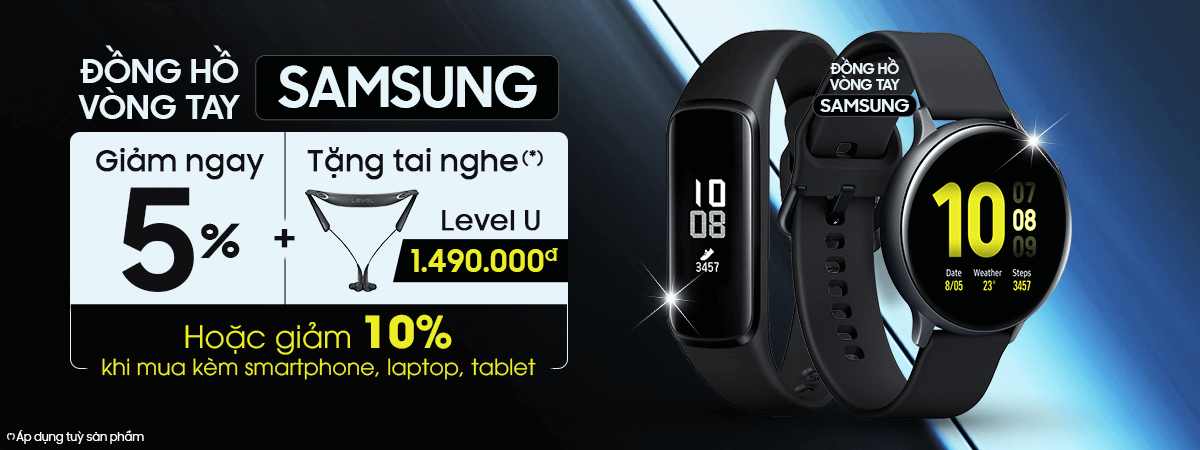 ĐỒNG HỒ
VÒNG TAY
SAMSUNG
Giảm ngay
5%
+
Tặng tai nghe(*)
LEVEL
Level U
1.490.000đ
Hoặc giảm 10%
khi mua kèm smartphone, laptop, tablet
(*) Áp dụng tuỳ sản phẩm
10
08
3457
ĐỒNG HỒ
VÒNG TAY
SAMSUNG
10
07
08
09
Date Weather Steps
8/05 23° 3457